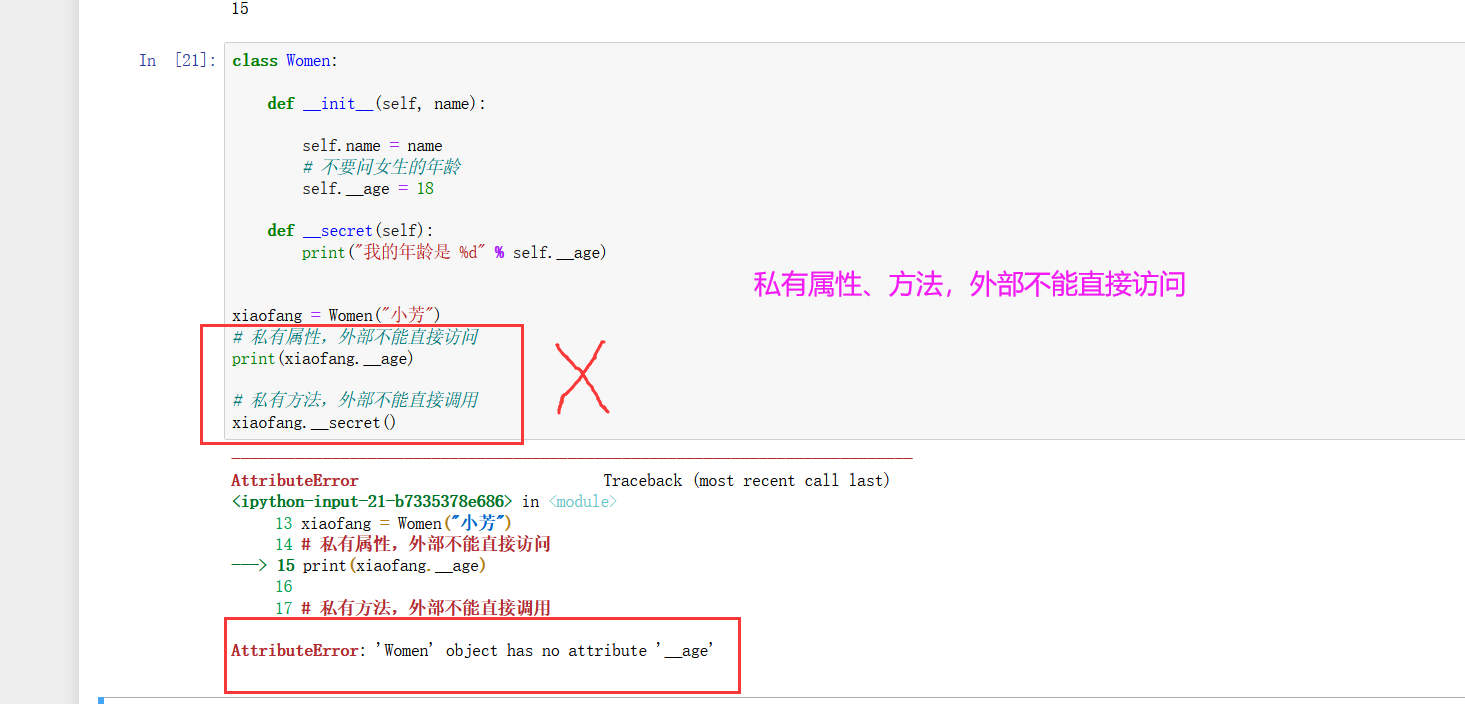 15
In [21]: class Women:
def __init__(self, name):
self.name = name
# 不要问女生的年龄
self.__age = 18
def __secret(self):
print("我的年龄是 %d" % self.__age)
私有属性、方法，外部不能直接访问
xiaofang = Women("小芳")
# 私有属性，外部不能直接访问
print(xiaofang.__age)
# 私有方法，外部不能直接调用
xiaofang.__secret()
---------------------------------------------------------------------------
AttributeError                            Traceback (most recent call last)
<ipython-input-21-b7335378e686> in <module>
13 xiaofang = Women("小芳")
14 # 私有属性，外部不能直接访问
---> 15 print(xiaofang.__age)
16
17 # 私有方法，外部不能直接调用
AttributeError: 'Women' object has no attribute '__age'